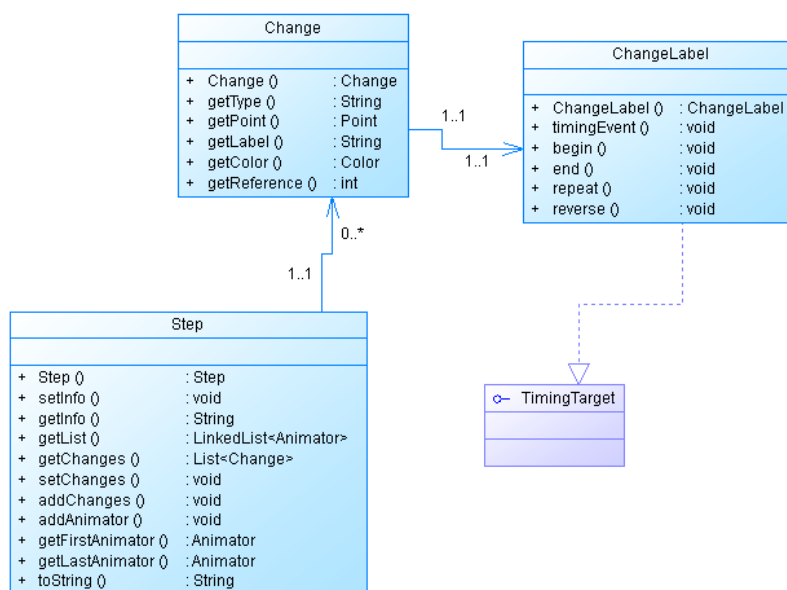 Change
+ Change () : Change
+ getType () : String
+ getPoint () : Point
+ getLabel () : String
+ getColor () : Color
+ getReference () : int
ChangeLabel
+ ChangeLabel () : ChangeLabel
+ timingEvent () : void
+ begin () : void
+ end () : void
+ repeat () : void
+ reverse () : void
1..1
1..1
0..*
1..1
Step
+ Step () : Step
+ setInfo () : void
+ getInfo () : String
+ getList () : LinkedList<Animator>
+ getChanges () : List<Change>
+ setChanges () : void
+ addChanges () : void
+ addAnimator () : void
+ getFirstAnimator () : Animator
+ getLastAnimator () : Animator
+ toString () : String
TimingTarget